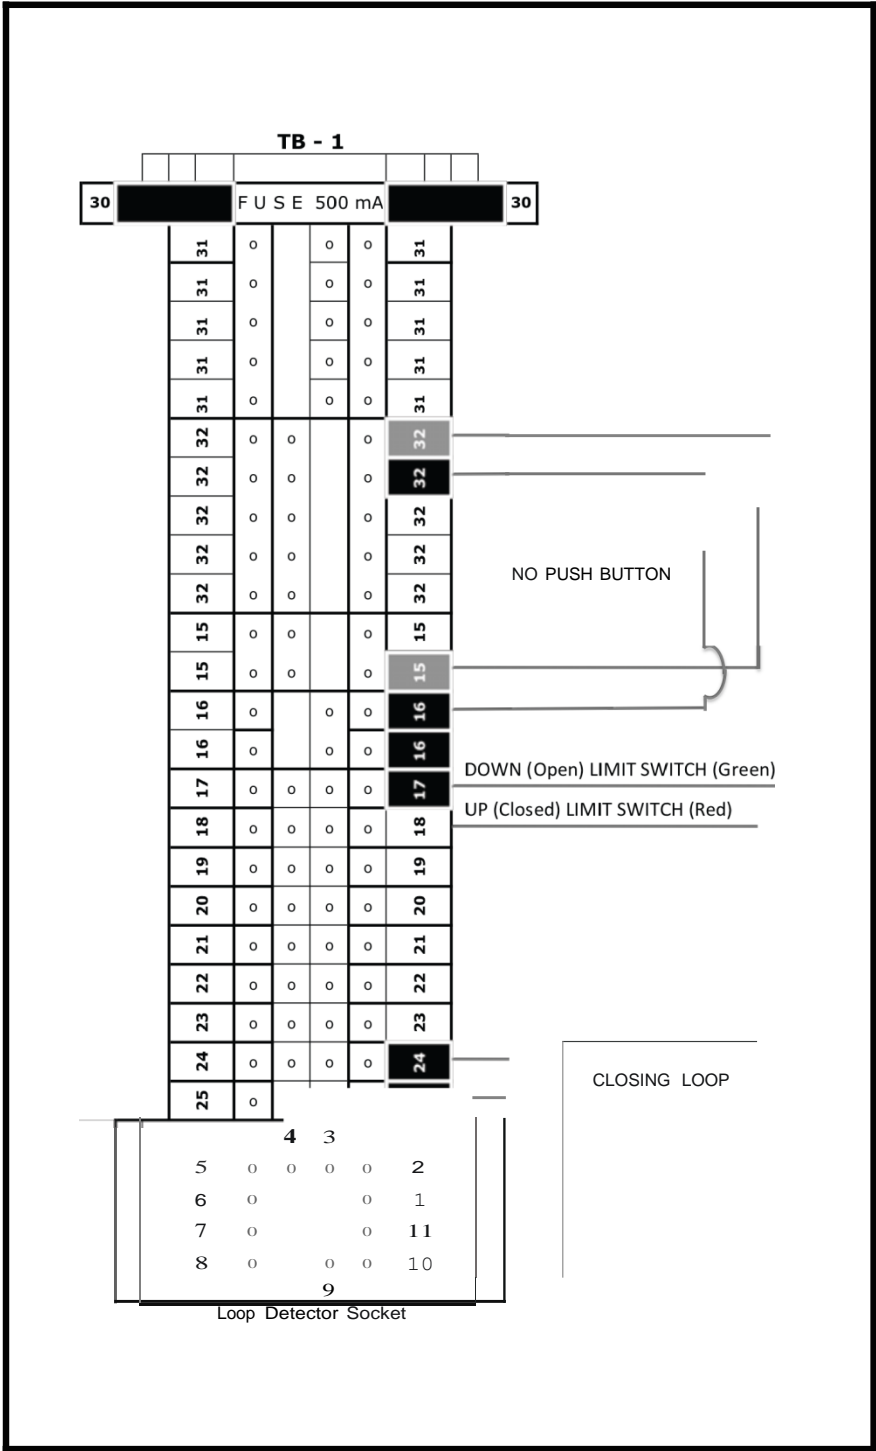 TB - 1
30 FUSE 500 mA 30
31 o o o 31
31 o o o 31
31 o o o 31
31 o o o 31
31 o o o 31
32 o o o 32
32 o o o 32
32 o o o 32
32 o o o 32
NO PUSH BUTTON
32 o o o 32
15 o o o 15
15 o o o 15
16 o o o 16
16 o o o 16
DOWN (Open) LIMIT SWITCH (Green)
17 o o o o 17
UP (Closed) LIMIT SWITCH (Red)
18 o o o o 18
19 o o o o 19
20 o o o o 20
21 o o o o 21
22 o o o o 22
23 o o o o 23
24 o o o o 24
CLOSING LOOP
25 o
4 3
5 o o o o 2
6 o o 1
7 o o 11
8 o o o 10
9
Loop Detector Socket